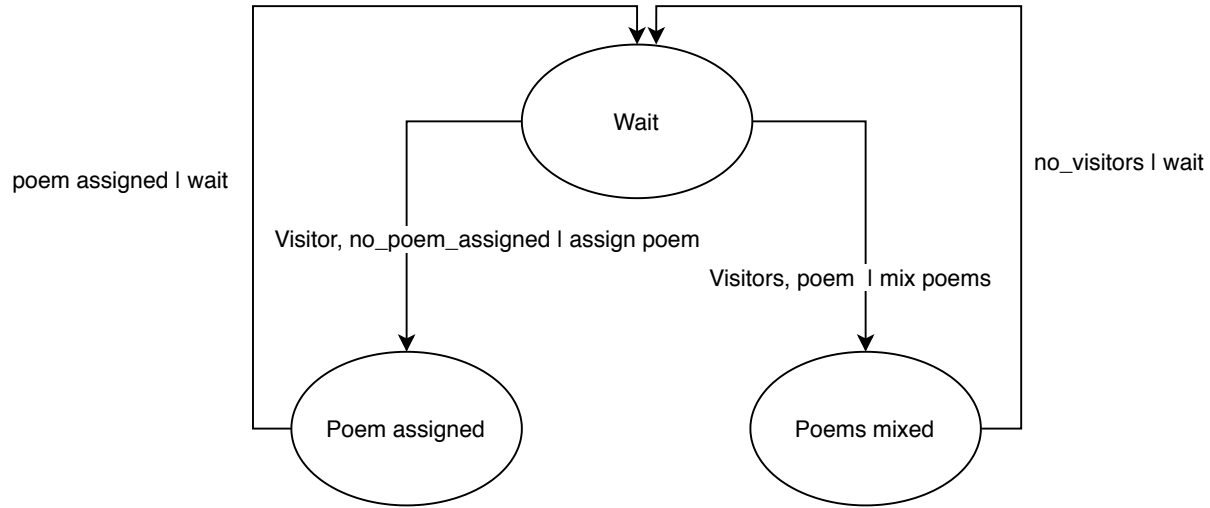 Wait
poem assigned | wait
no_visitors | wait
Visitor, no_poem_assigned | assign poem
Visitors, poem | mix poems
Poem assigned
Poems mixed